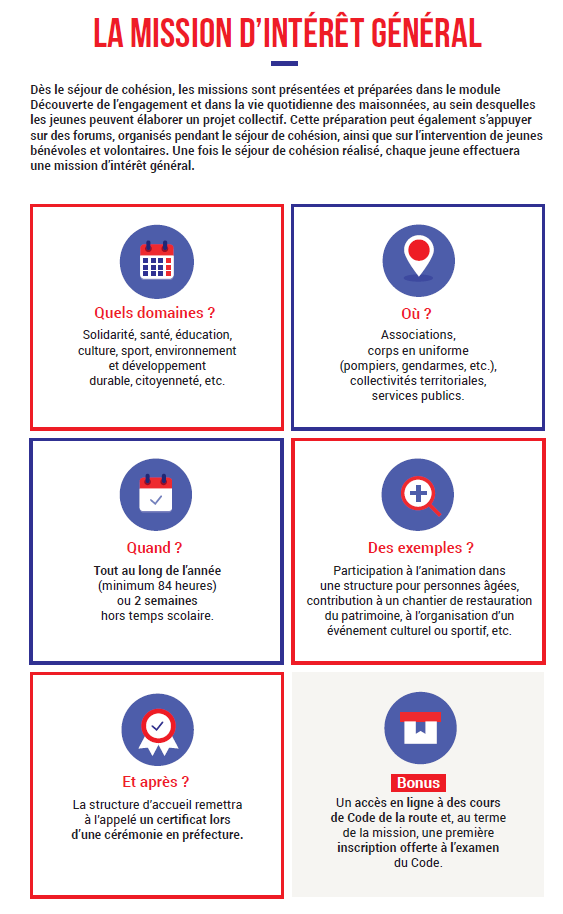 LA MISSION D'INTÉRÊT GÉNÉRAL
Dès le séjour de cohésion, les missions sont présentées et préparées dans le module
Découverte de l'engagement et dans la vie quotidienne des maisonnées, au sein desquelles
les jeunes peuvent élaborer un projet collectif. Cette préparation peut également s'appuyer
sur des forums, organisés pendant le séjour de cohésion, ainsi que sur l'intervention de jeunes
bénévoles et volontaires. Une fois le séjour de cohésion réalisé, chaque jeune effectuera
une mission d'intérêt général.
Quels domaines ?
Solidarité, santé, éducation,
culture, sport, environnement
et développement
durable, citoyenneté, etc.
Où ?
Associations,
corps en uniforme
(pompiers, gendarmes, etc.),
collectivités territoriales,
services publics.
Quand ?
Tout au long de l'année
(minimum 84 heures)
ou 2 semaines
hors temps scolaire.
Des exemples ?
Participation à l'animation dans
une structure pour personnes âgées,
contribution à un chantier de restauration
du patrimoine, à l'organisation d'un
événement culturel ou sportif, etc.
Et après ?
La structure d'accueil remettra
à l'appelé un certificat lors
d'une cérémonie en préfecture.
Bonus
Un accès en ligne à des cours
de Code de la route et, au terme
de la mission, une première
inscription offerte à l'examen
du Code.